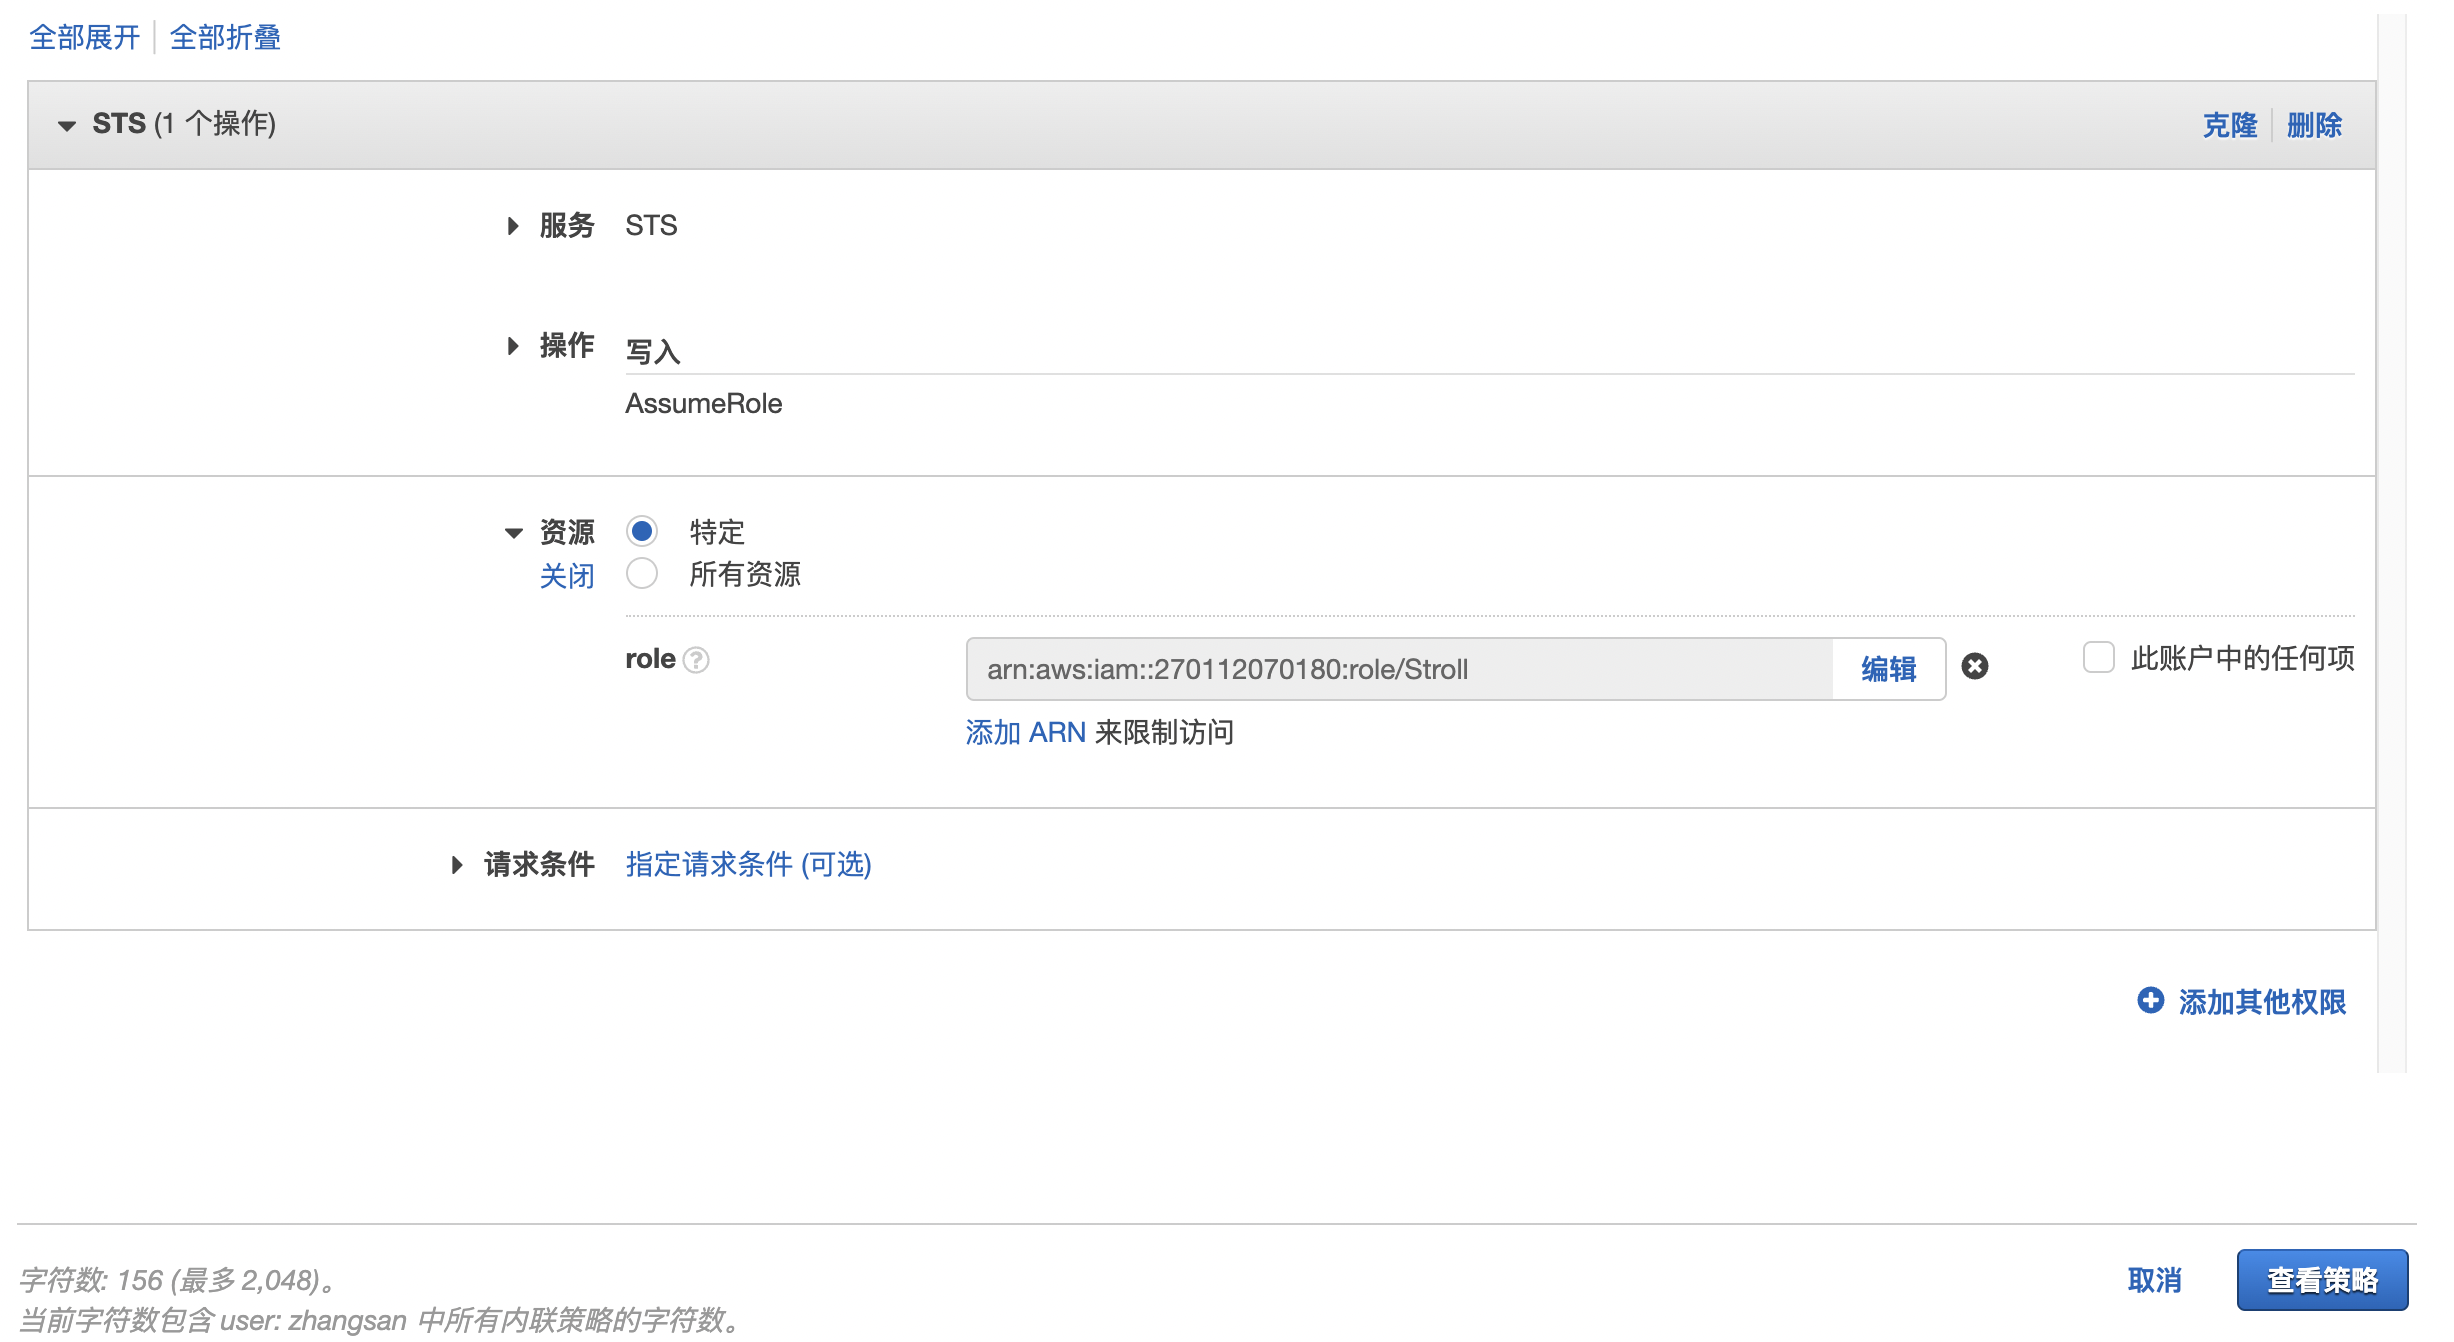 全部展开 全部折叠
STS (1 个操作) 克隆 删除
服务 STS
操作 写入
AssumeRole
资源 特定
关闭 所有资源
role ? arn:aws:iam::270112070180:role/Stroll 编辑 此账户中的任何项
添加 ARN 来限制访问
请求条件 指定请求条件 (可选)
添加其他权限
字符数: 156 (最多 2,048)。
取消 查看策略
当前字符数包含 user: zhangsan 中所有内联策略的字符数。